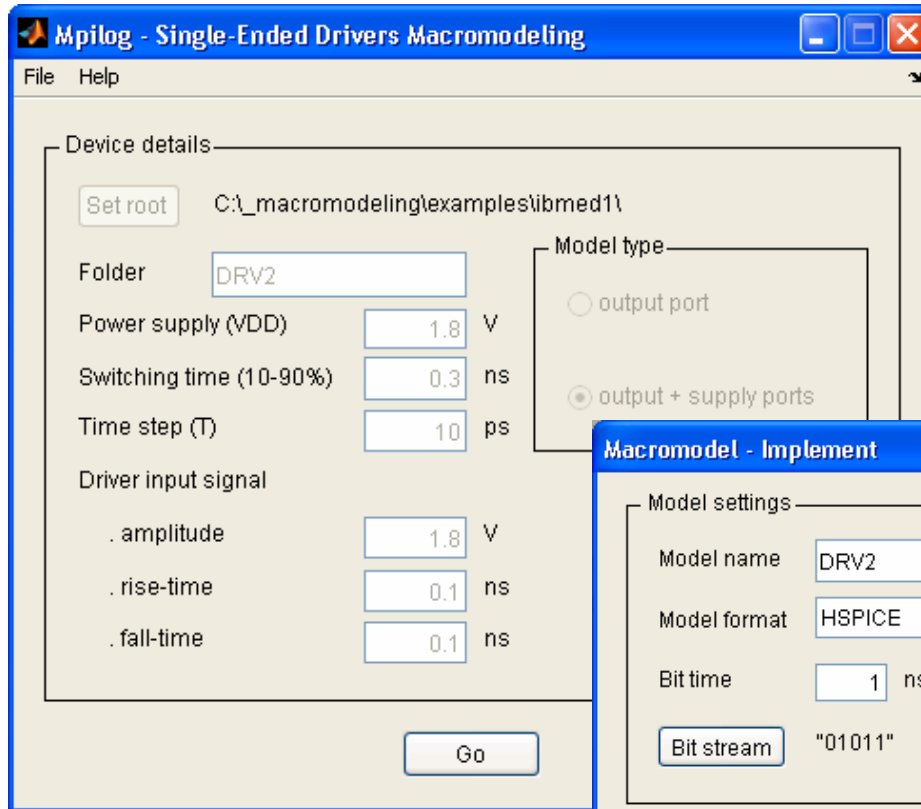 Mpilog - Single-Ended Drivers Macromodeling
File Help
Device details
Set root C:\_macromodeling\examples\ibmed1\
Model type
Folder DRV2
output port
Power supply (VDD) 1.8 V
Switching time (10-90%) 0.3 ns
output + supply ports
Time step (T) 10 ps
Macromodel - Implement
Driver input signal
Model settings
. amplitude 1.8 V
Model name DRV2
. rise-time 0.1 ns
Model format HSPICE
. fall-time 0.1 ns
Bit time 1 ns
Go
Bit stream "01011"